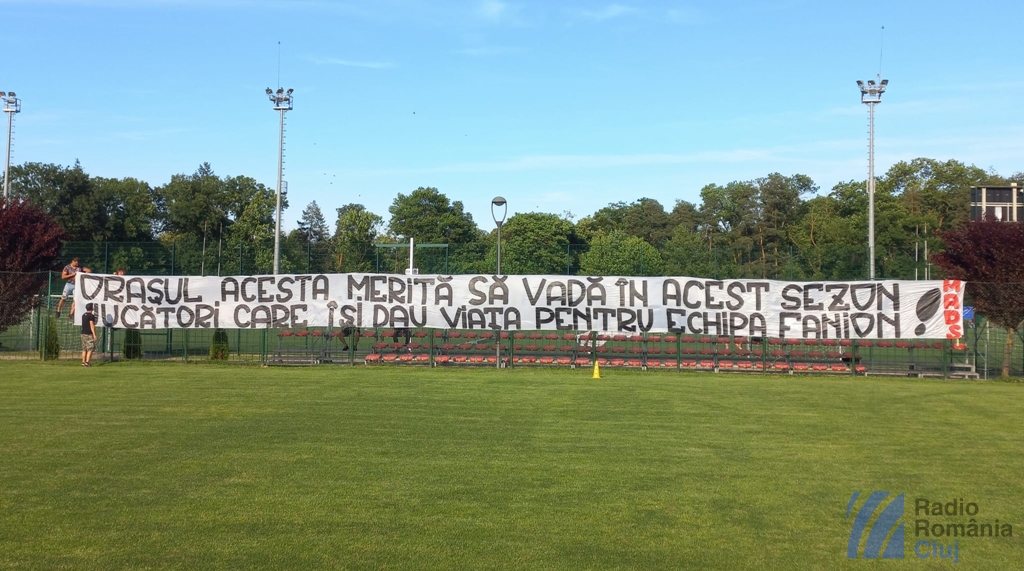 ORAȘUL ACESTA MERITĂ SĂ VADĂ ÎN ACEST SEZON
JUCĂTORI CARE ÎȘI DAU VIAȚA PENTRU ECHIPA FANION!
Radio
România
Cluj